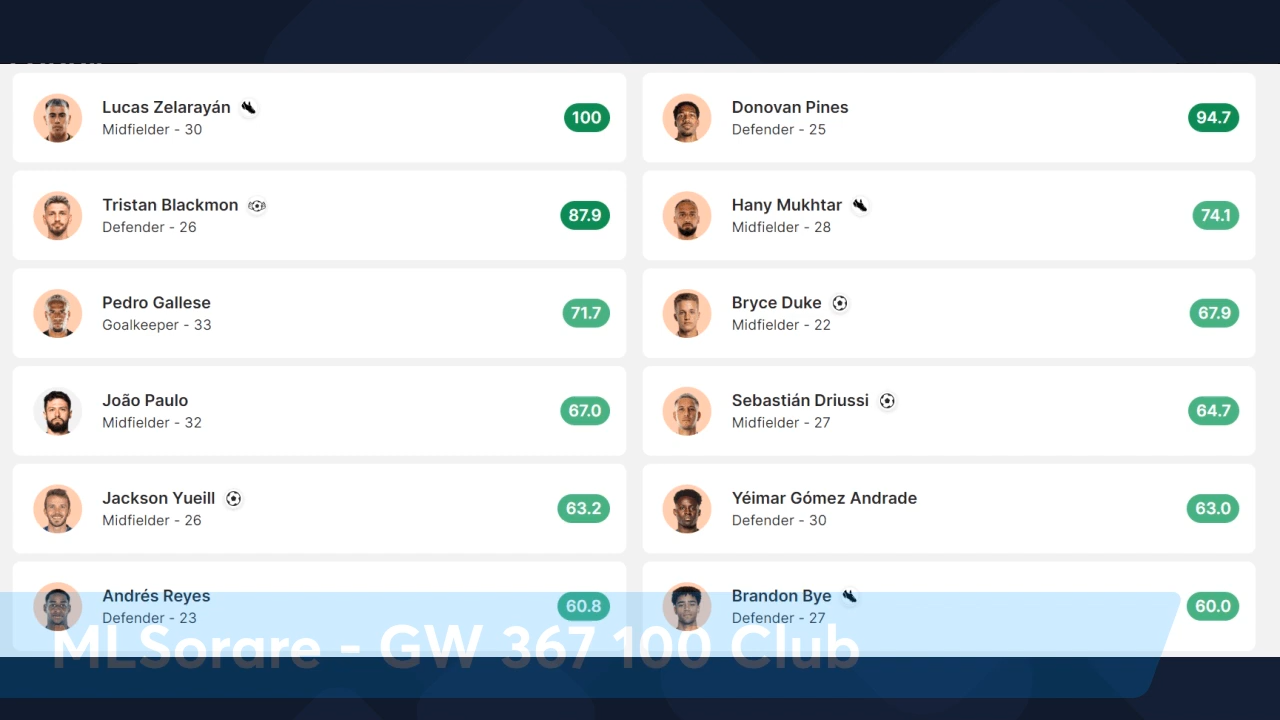 Lucas Zelarayán
Midfielder - 30
100
Donovan Pines
Defender - 25
94.7
Tristan Blackmon
Defender - 26
87.9
Hany Mukhtar
Midfielder - 28
74.1
Pedro Gallese
Goalkeeper - 33
71.7
Bryce Duke
Midfielder - 22
67.9
João Paulo
Midfielder - 32
67.0
Sebastián Driussi
Midfielder - 27
64.7
Jackson Yueill
Midfielder - 26
63.2
Yéimar Gómez Andrade
Defender - 30
63.0
Andrés Reyes
Defender - 23
60.8
Brandon Bye
Defender - 27
60.0
MLSorare - GW 367 100 Club